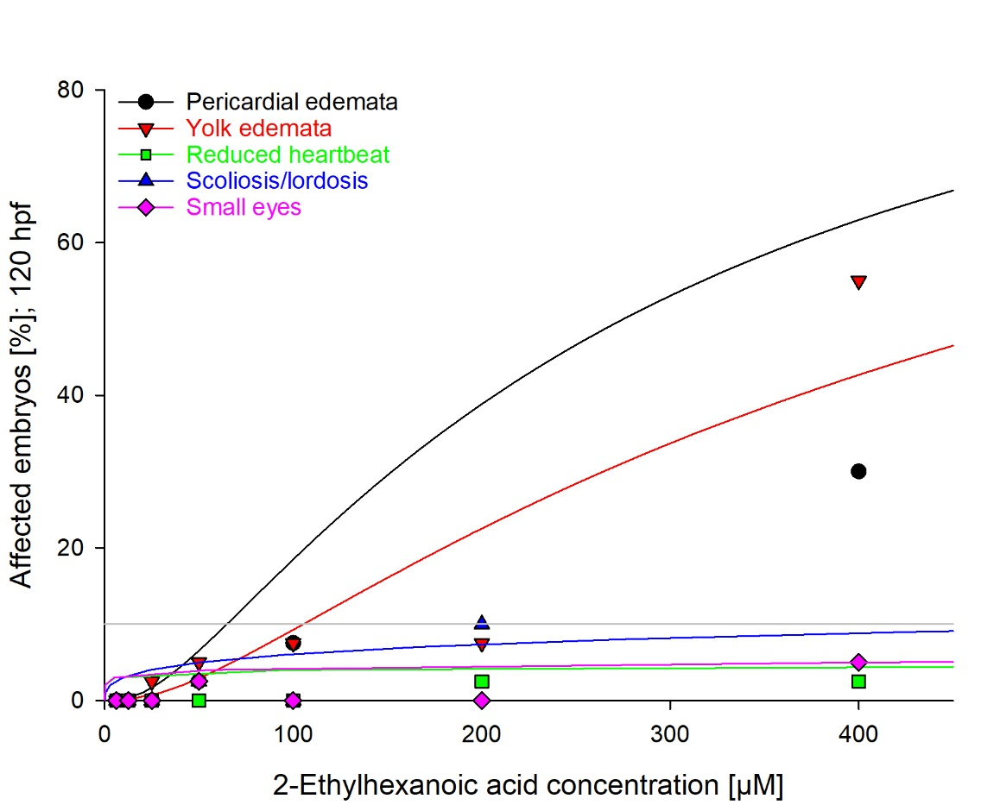 80
60
40
20
0
Pericardial edemata
Yolk edemata
Reduced heartbeat
Scoliosis/lordosis
Small eyes
Affected embryos [%]; 120 hpf
0 100 200 300 400
2-Ethylhexanoic acid concentration [µM]